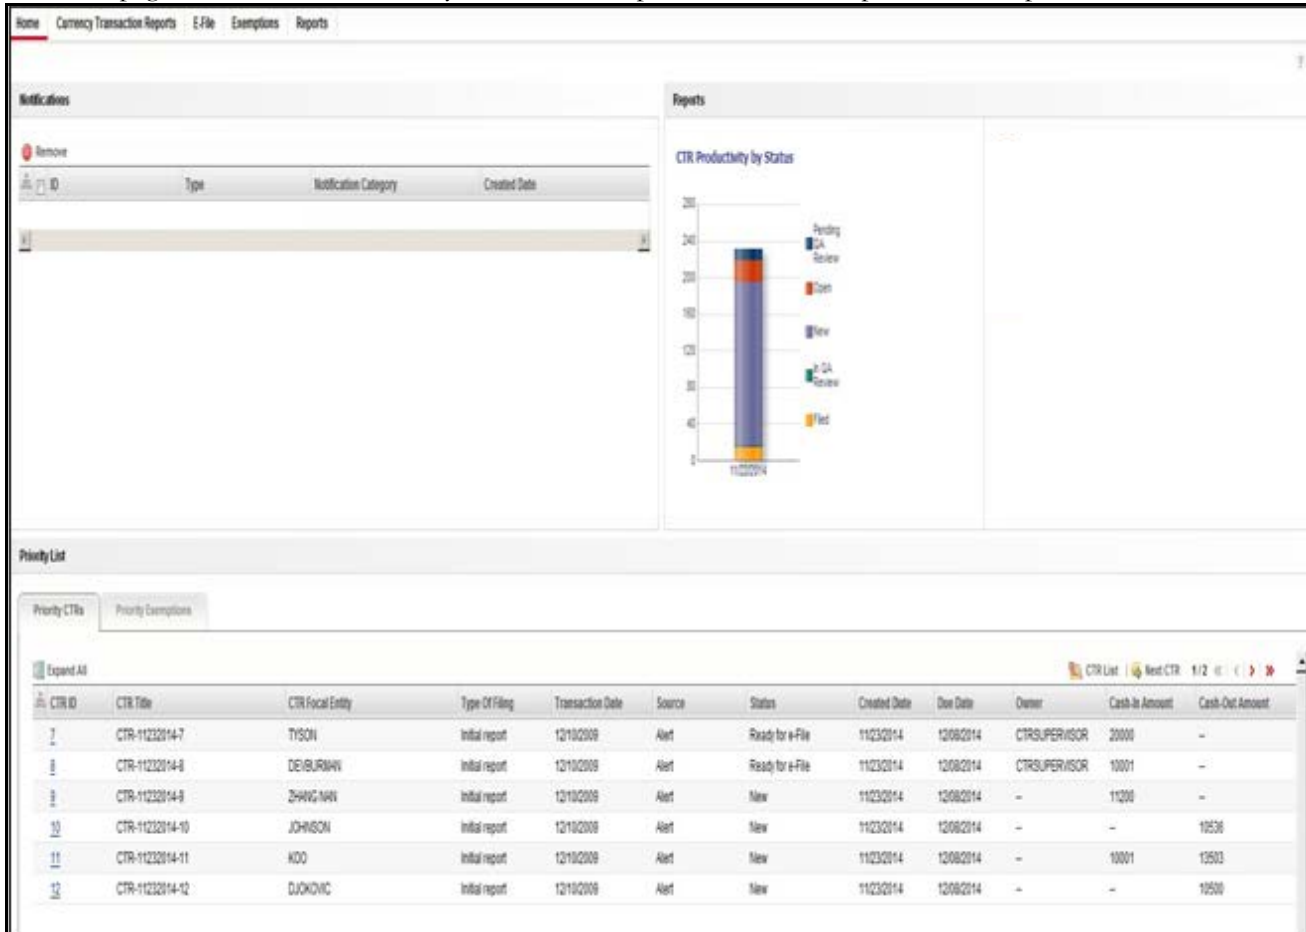 Home Currency Transaction Reports E-File Exemptions Reports
?
Notifications
Remove
ID Type Notification Category Created Date
Reports
CTR Productivity by Status
280
240
200
160
120
80
40
0
11/23/2014
Pending
QA
Review
Open
New
In QA
Review
Filed
Priority List
Priority CTRs Priority Exemptions
Expand All CTR List | Next CTR 1/2
CTR ID CTR Title CTR Focal Entity Type Of Filing Transaction Date Source Status Created Date Due Date Owner Cash-In Amount Cash-Out Amount
7 CTR-11232014-7 TYSON Initial report 12/10/2009 Alert Ready for e-File 11/23/2014 12/08/2014 CTRSUPERVISOR 20000 --
8 CTR-11232014-8 Initial report 12/10/2009 Alert Ready for e-File 11/23/2014 12/08/2014 CTRSUPERVISOR 10001 --
9 CTR-11232014-9 ZHANG NAN Initial report 12/10/2009 Alert New 11/23/2014 12/08/2014 -- 11200 --
10 CTR-11232014-10 JOHNSON Initial report 12/10/2009 Alert New 11/23/2014 12/08/2014 -- -- 10536
11 CTR-11232014-11 KOO Initial report 12/10/2009 Alert New 11/23/2014 12/08/2014 -- 10001 13503
12 CTR-11232014-12 DJOKOVIC Initial report 12/10/2009 Alert New 11/23/2014 12/08/2014 -- -- 10500